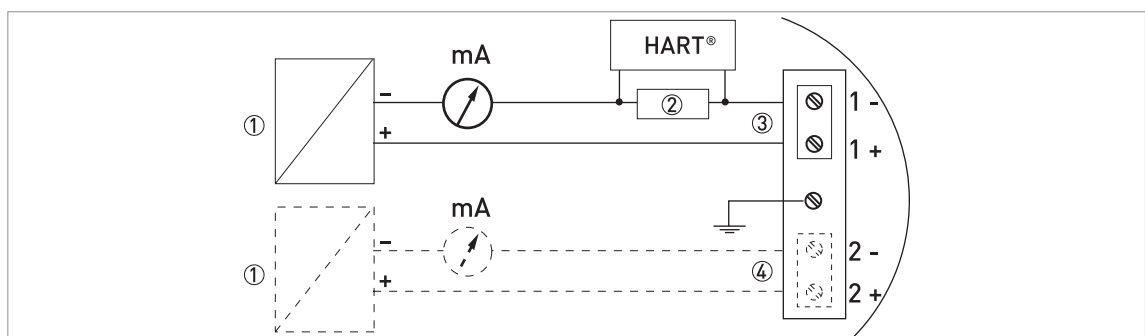 HART®
mA
②
① - ③ 1 -
+ 1 +
mA
- 2 -
① ④
+ 2 +